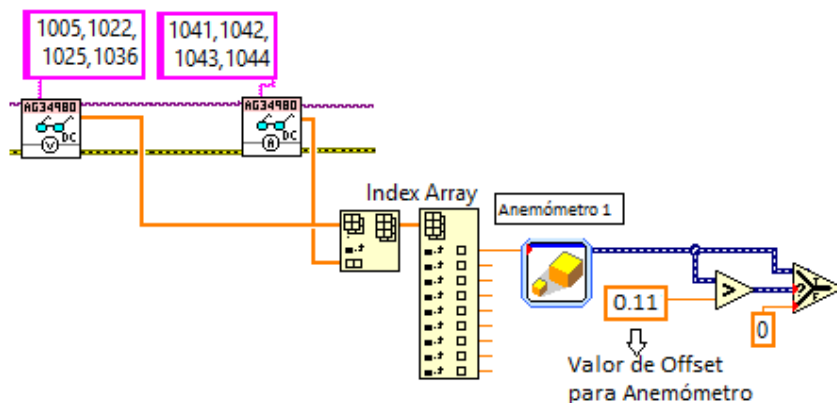 1005,1022,
1025,1036
1041,1042,
1043,1044
AG34980
DC
V
AG34980
DC
A
Index Array
Anemómetro 1
>
0.11
?
F
0
Valor de Offset
para Anemómetro